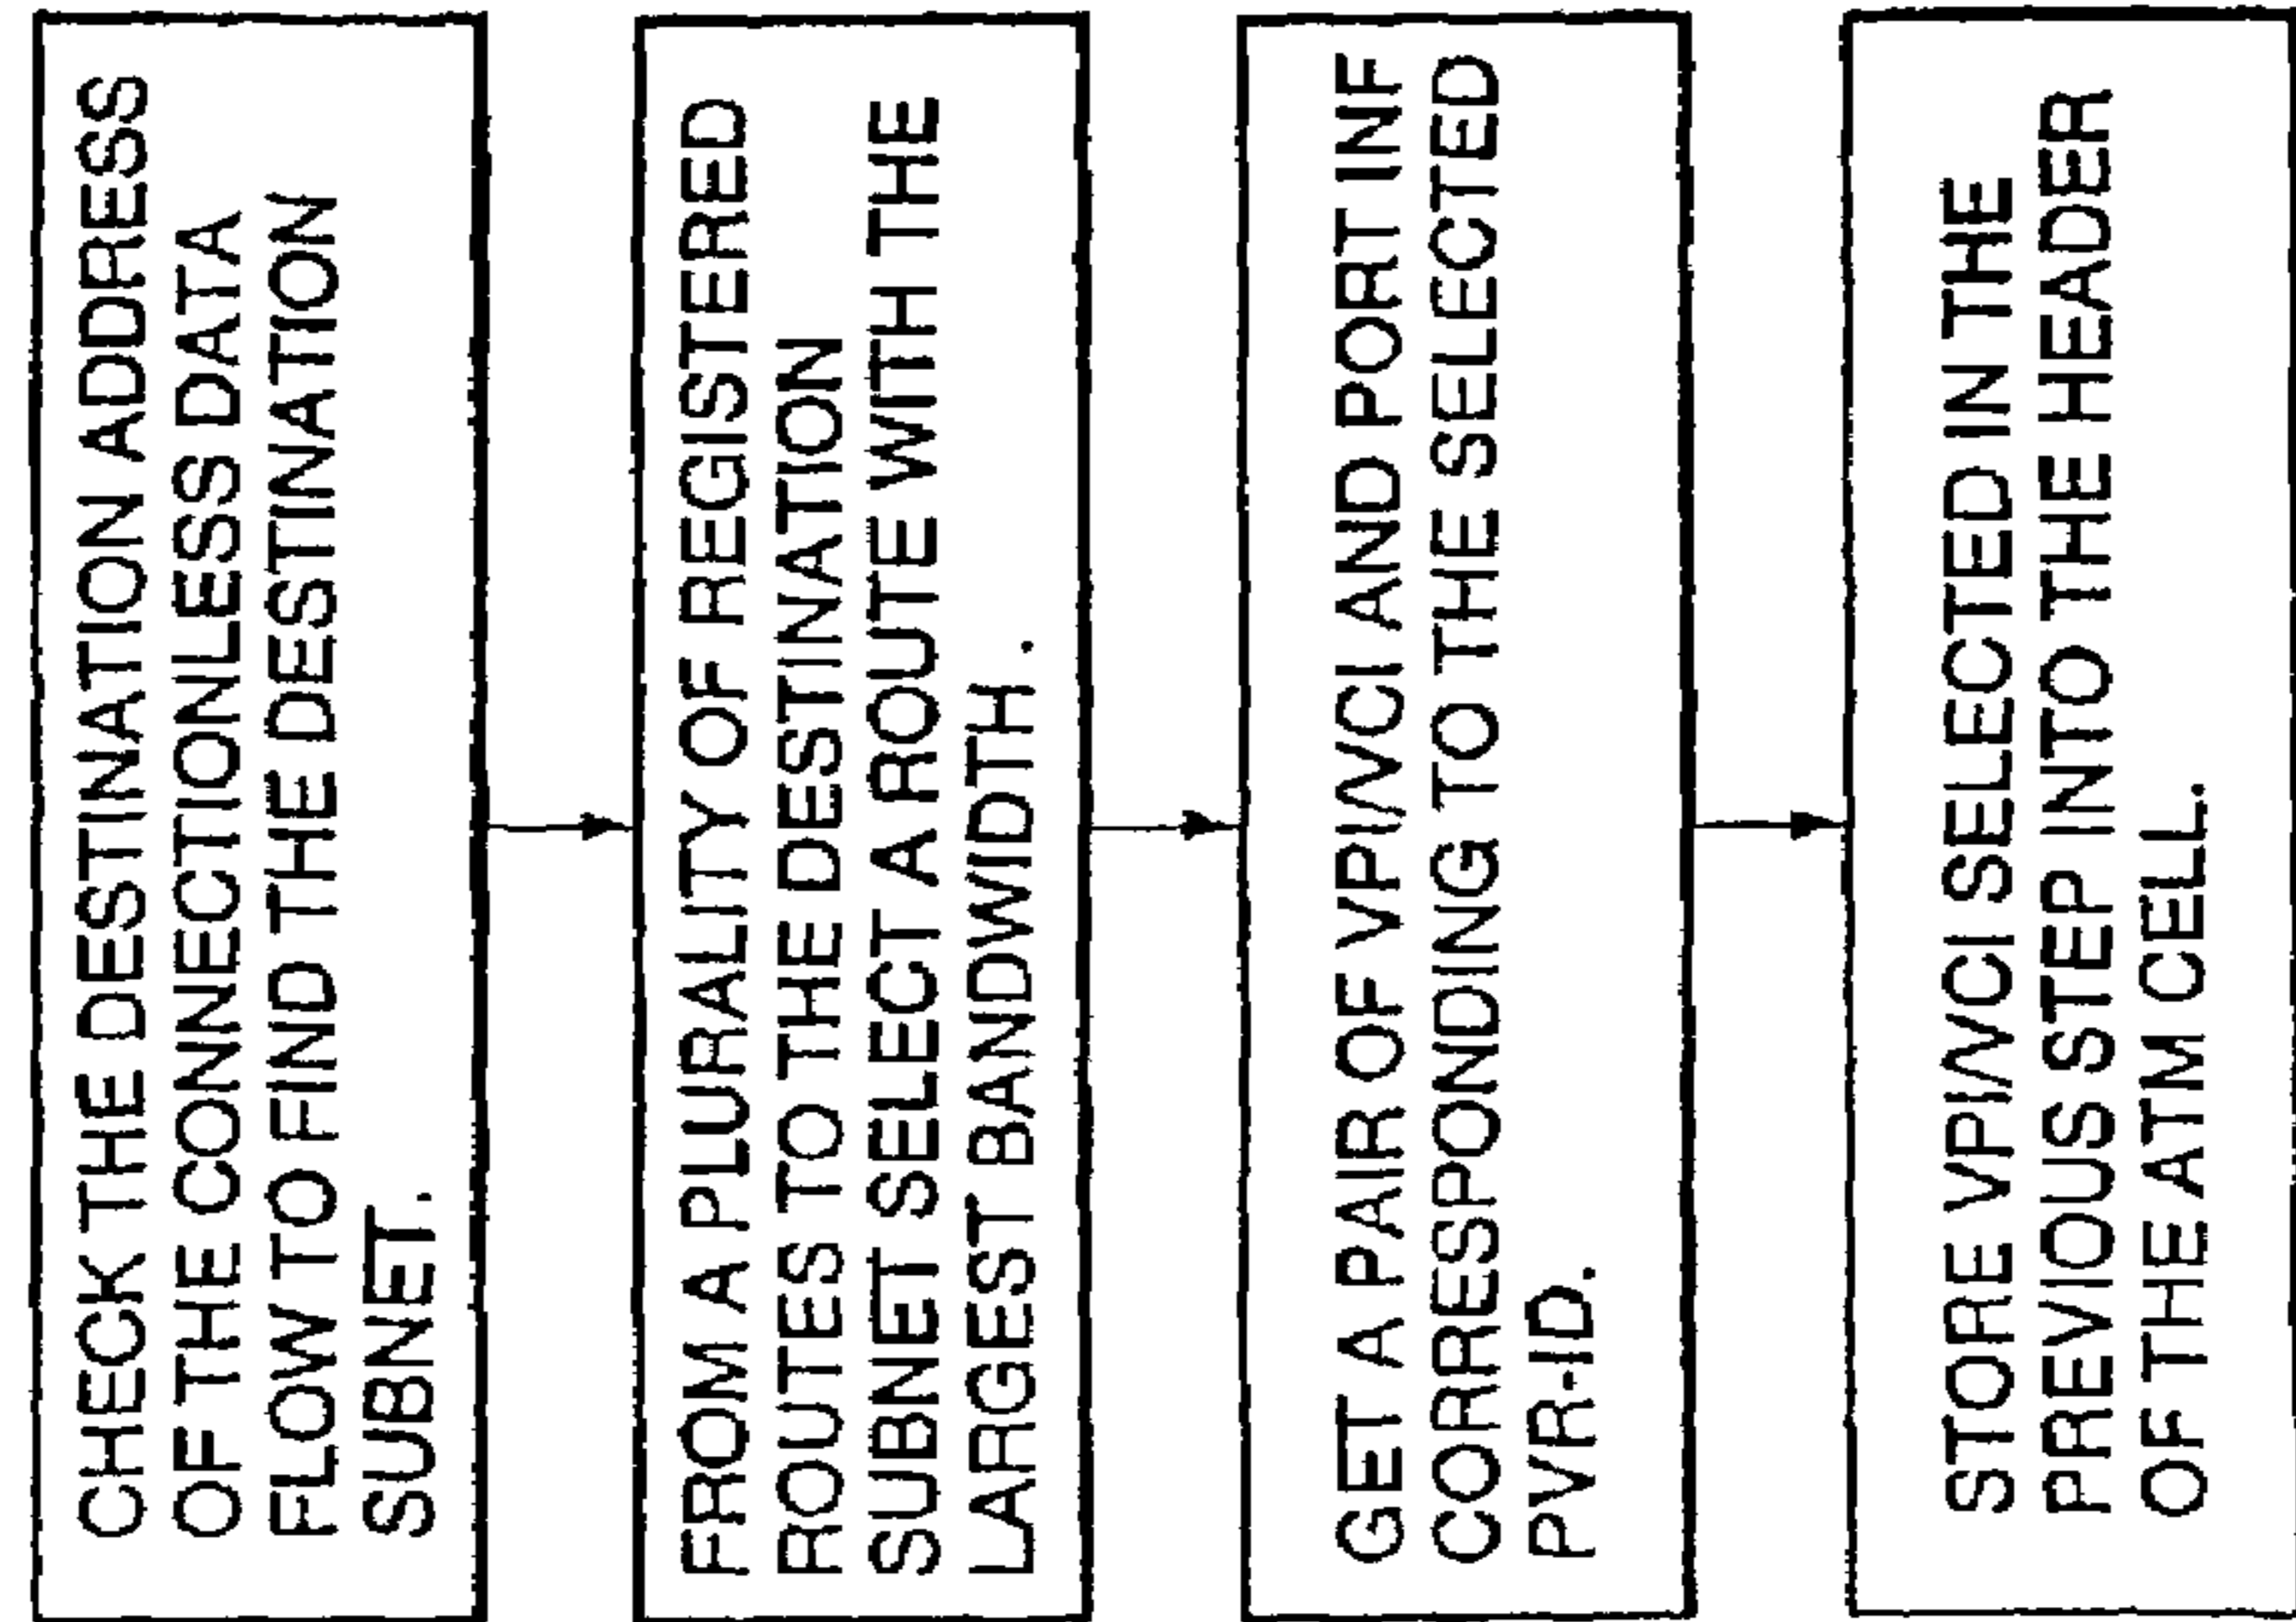 CHECK THE DESTINATION ADDRESS
OF THE CONNECTIONLESS DATA
FLOW TO FIND THE DESTINATION
SUBNET.
FROM A PLURALITY OF REGISTERED
ROUTES TO THE DESTINATION
SUBNET SELECT A ROUTE WITH THE
LARGEST BANDWIDTH.
GET A PAIR OF VPI/VCI AND PORT INF
CORRESPONDING TO THE SELECTED
PVR-ID.
STORE VPI/VCI SELECTED IN THE
PREVIOUS STEP INTO THE HEADER
OF THE ATM CELL.